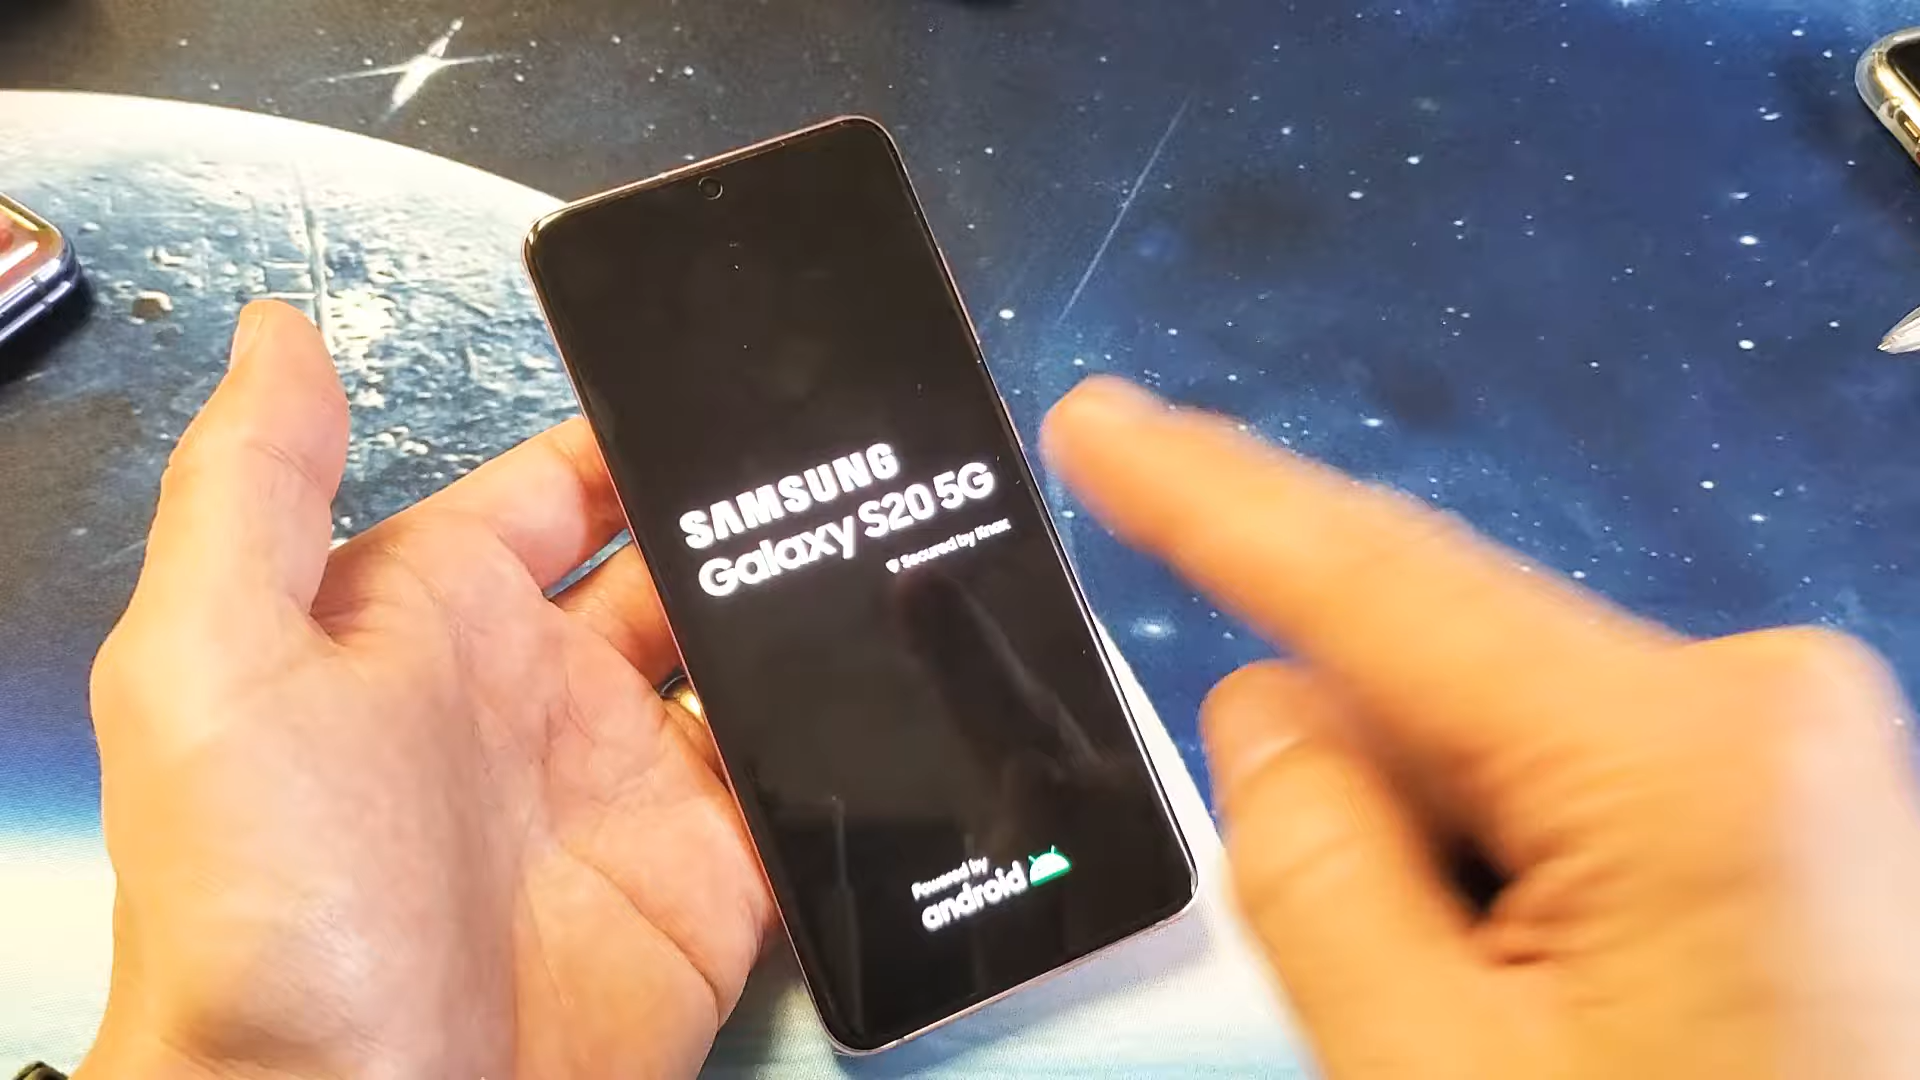 SAMSUNG
Galaxy S20 5G
Secured by Knox
Powered by
android